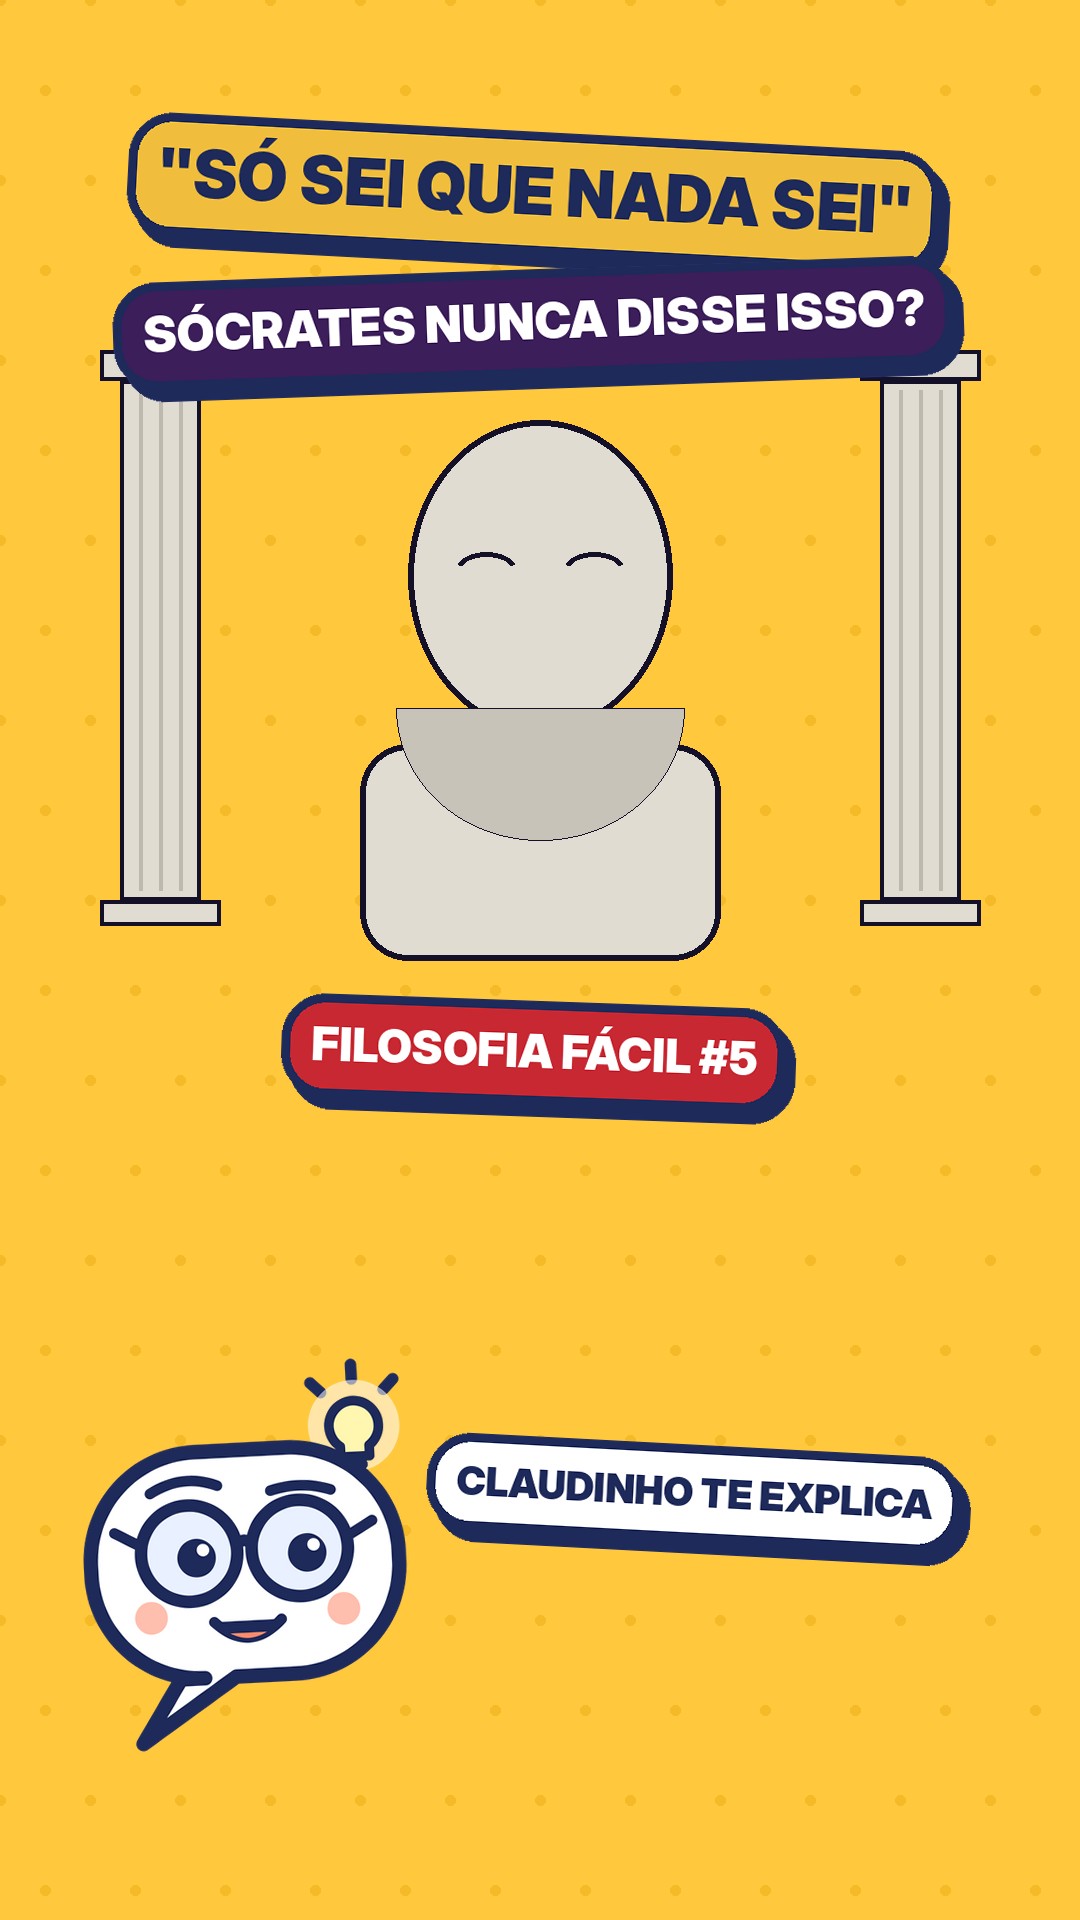 "SÓ SEI QUE NADA SEI"
SÓCRATES NUNCA DISSE ISSO?
FILOSOFIA FÁCIL #5
CLAUDINHO TE EXPLICA